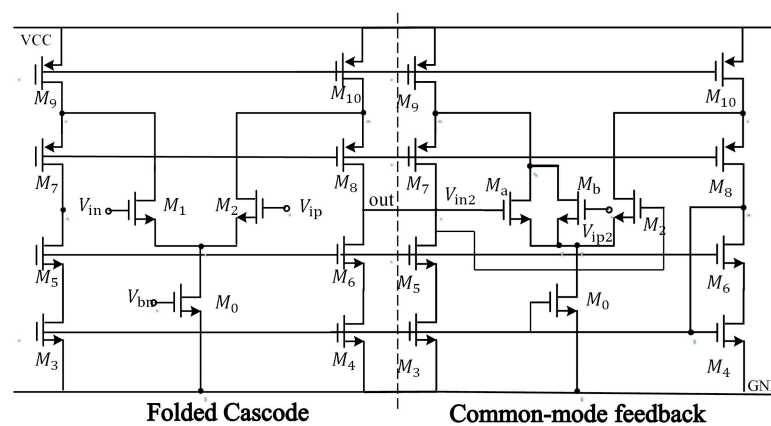 VCC
M9 M10 M9 M10
M7 M8 M7 M8
Vin M1 M2 Vip out Vin2 Ma Mb Vip2 M2
M5 M6 M5 M6
Vbn M0 M0
M3 M4 M3 M4
GND
Folded Cascode Common-mode feedback